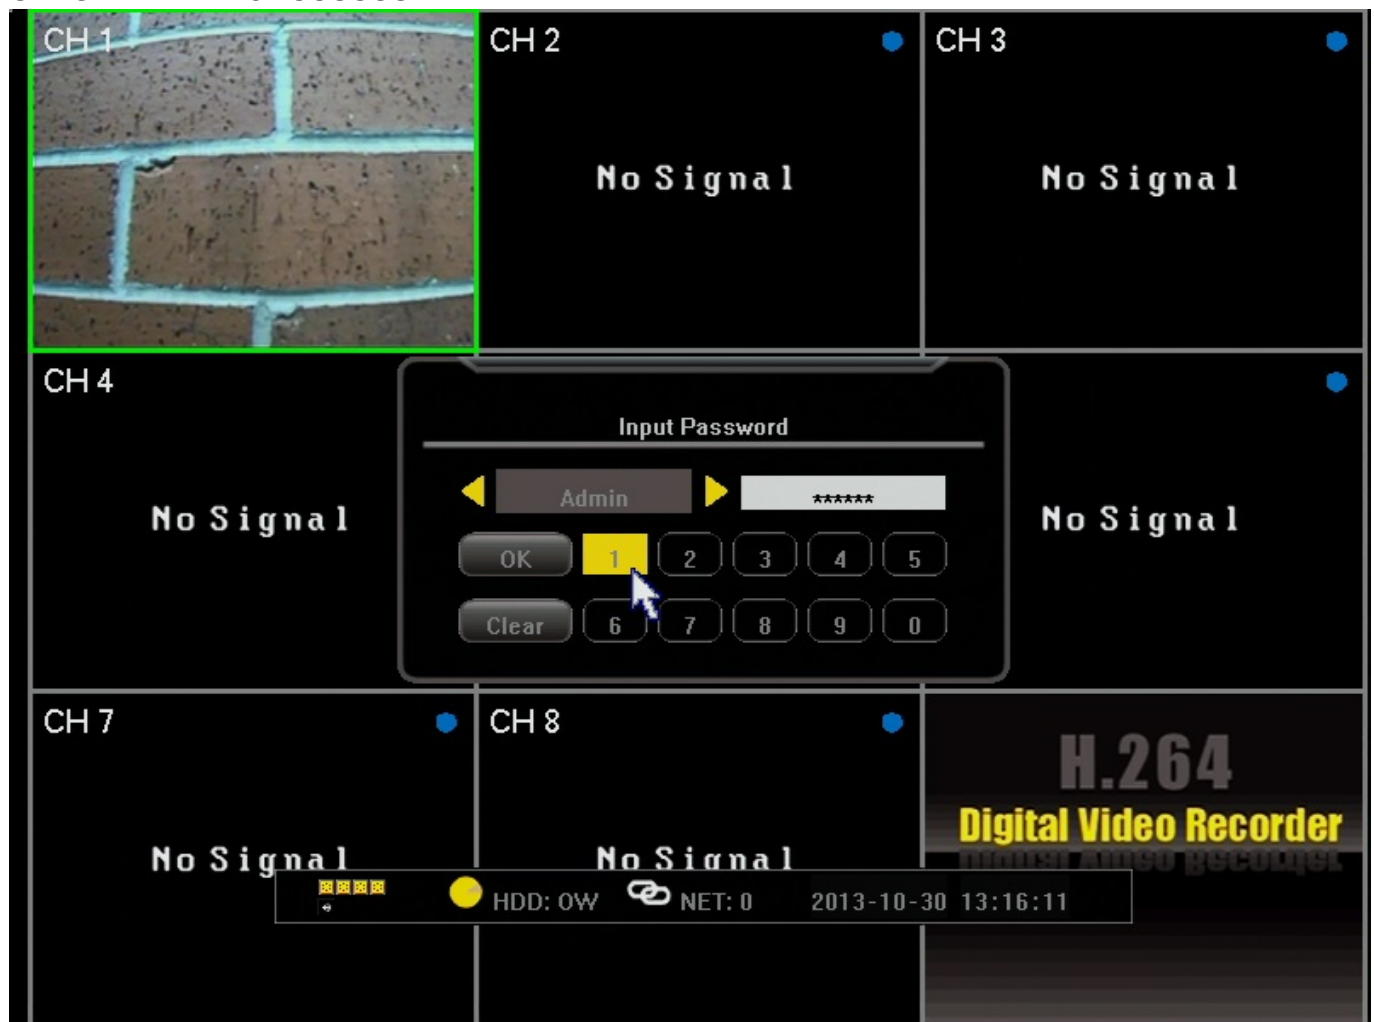 CH 1
CH 2
CH 3
No Signal
No Signal
CH 4
Input Password
Admin
******
No Signal
No Signal
OK
1
2
3
4
5
Clear
6
7
8
9
0
CH 7
CH 8
H.264
Digital Video Recorder
No Signal
No Signal
HDD: 0W
NET: 0
2013-10-30 13:16:11